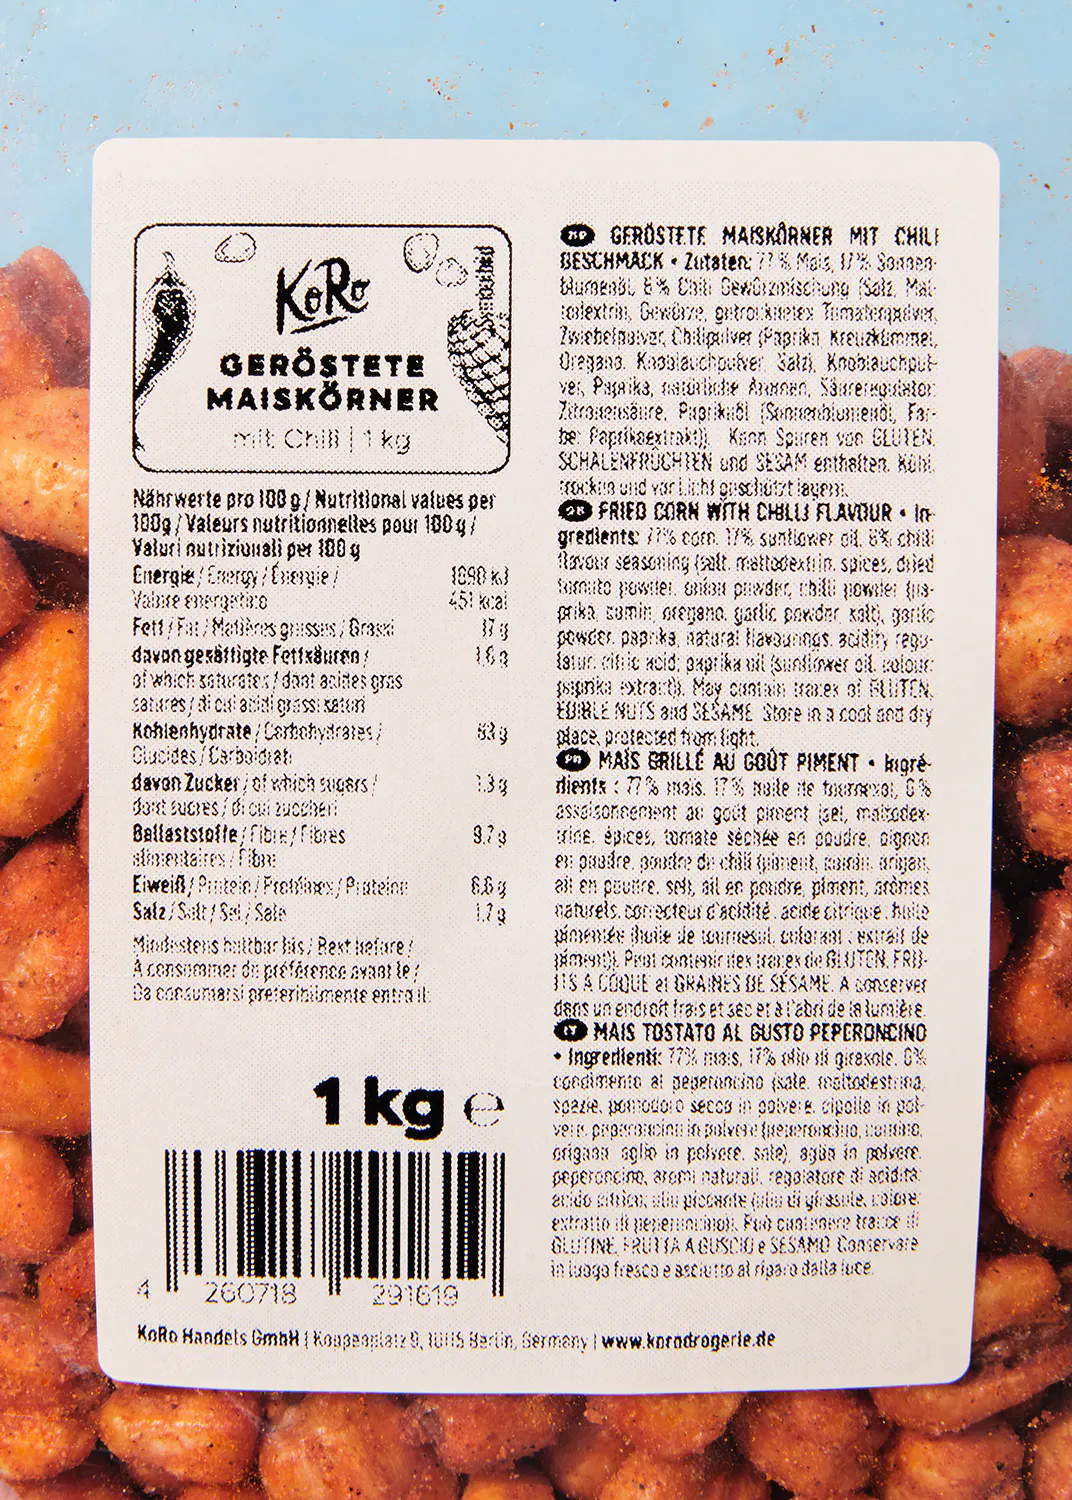 KoRo
GERÖSTETE
MAISKÖRNER
mit Chili | 1 kg
Nährwerte pro 100 g / Nutritional values per
100g / Valeurs nutritionnelles pour 100 g /
Valori nutrizionali per 100 g
Energie / Energy / Énergie /
Valore energetico
1890 kJ
451 kcal
Fett / Fat / Matières grasses / Grassi 17 g
davon gesättigte Fettsäuren /
of which saturates / dont acides gras
saturés / di cui acidi grassi saturi
1.8 g
Kohlenhydrate / Carbohydrates /
Glucides / Carboidrati
63 g
davon Zucker / of which sugars /
dont sucres / di cui zuccheri
1.3 g
Ballaststoffe / Fibre / Fibres
alimentaires / Fibre
9.7 g
Eiweiß / Protein / Protéines / Proteine 6.6 g
Salz / Salt / Sel / Sale 1.7 g
Mindestens haltbar bis / Best before /
À consommer de préférence avant le /
Da consumarsi preferibilmente entro il:
1 kg e
4 260718 291619
GERÖSTETE MAISKÖRNER MIT CHILI
GESCHMACK • Zutaten: 77 % Mais, 17% Sonnen-
blumenöl, 6 % Chili Gewürzmischung (Salz, Mal-
todextrin, Gewürze, getrocknetes Tomatenpulver,
Zwiebelpulver, Chilipulver (Paprika, Kreuzkümmel,
Oregano, Knoblauchpulver, Salz), Knoblauchpul-
ver, Paprika, natürliche Aromen, Säureregulator:
Zitronensäure, Paprikaöl (Sonnenblumenöl, Far-
be: Paprikaextrakt)). Kann Spuren von GLUTEN,
SCHALENFRÜCHTEN und SESAM enthalten. Kühl,
trocken und vor Licht geschützt lagern.
GB FRIED CORN WITH CHILLI FLAVOUR • In-
gredients: 77% corn, 17% sunflower oil, 6% chilli
flavour seasoning (salt, maltodextrin, spices, dried
tomato powder, onion powder, chilli powder (pa-
prika, cumin, oregano, garlic powder, salt), garlic
powder, paprika, natural flavourings, acidity regu-
lator: citric acid; paprika oil (sunflower oil, colour:
paprika extract)). May contain traces of GLUTEN,
EDIBLE NUTS and SESAME. Store in a cool and dry
place, protected from light.
FR MAÏS GRILLÉ AU GOÛT PIMENT • Ingré-
dients : 77 % maïs, 17 % huile de tournesol, 6 %
assaisonnement au goût piment (sel, maltodex-
trine, épices, tomate séchée en poudre, oignon
en poudre, poudre de chili (piment, cumin, origan,
ail en poudre, sel), ail en poudre, piment, arômes
naturels, correcteur d'acidité : acide citrique ; huile
pimentée (huile de tournesol, colorant : extrait de
piment)). Peut contenir des traces de GLUTEN, FRU-
ITS À COQUE et GRAINES DE SÉSAME. À conserver
dans un endroit frais et sec et à l'abri de la lumière.
IT MAIS TOSTATO AL GUSTO PEPERONCINO
• Ingredienti: 77% mais, 17% olio di girasole, 6%
condimento al peperoncino (sale, maltodestrina,
spezie, pomodoro secco in polvere, cipolla in pol-
vere, peperoncino in polvere (peperoncino, cumino,
origano, aglio in polvere, sale), aglio in polvere,
peperoncino, aromi naturali, regolatore di acidità:
acido citrico; olio piccante (olio di girasole, colore:
estratto di peperoncino)). Può contenere tracce di
GLUTINE, FRUTTA A GUSCIO e SESAMO. Conservare
in luogo fresco e asciutto al riparo dalla luce.
KoRo Handels GmbH | Koppenplatz 9, 10115 Berlin, Germany | www.korodrogerie.de